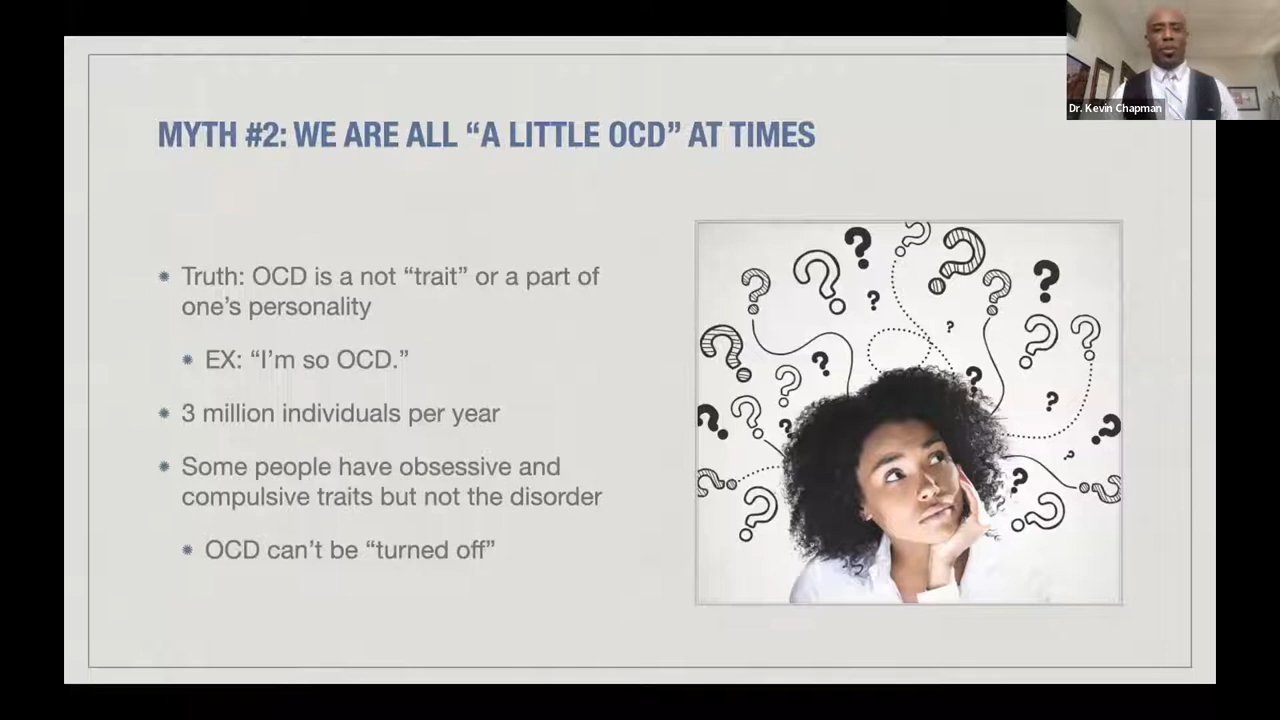 Dr. Kevin Chapman
MYTH #2: WE ARE ALL “A LITTLE OCD” AT TIMES
Truth: OCD is a not “trait” or a part of
one’s personality
EX: “I’m so OCD.”
3 million individuals per year
Some people have obsessive and
compulsive traits but not the disorder
OCD can’t be “turned off”